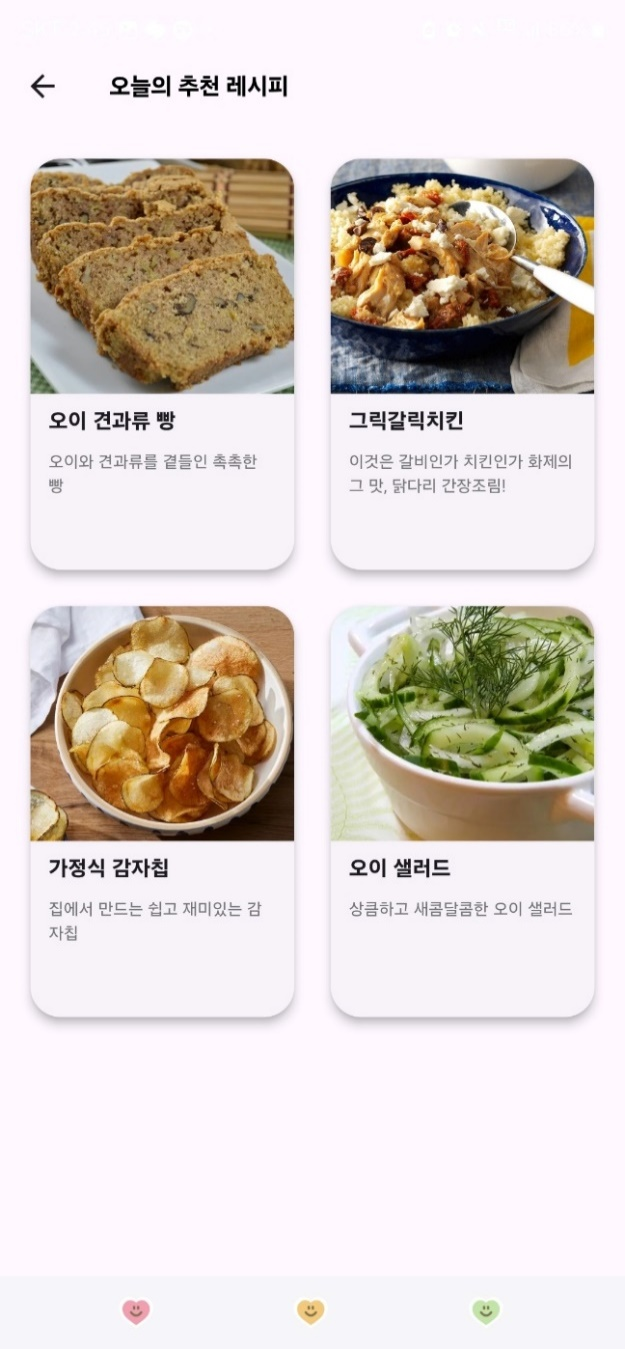 오늘의 추천 레시피
오이 견과류 빵
오이와 견과류를 곁들인 촉촉한
빵
그릭갈릭치킨
이것은 갈비인가 치킨인가 화제의
그 맛, 닭다리 간장조림!
가정식 감자칩
집에서 만드는 쉽고 재미있는 감
자칩
오이 샐러드
상큼하고 새콤달콤한 오이 샐러드